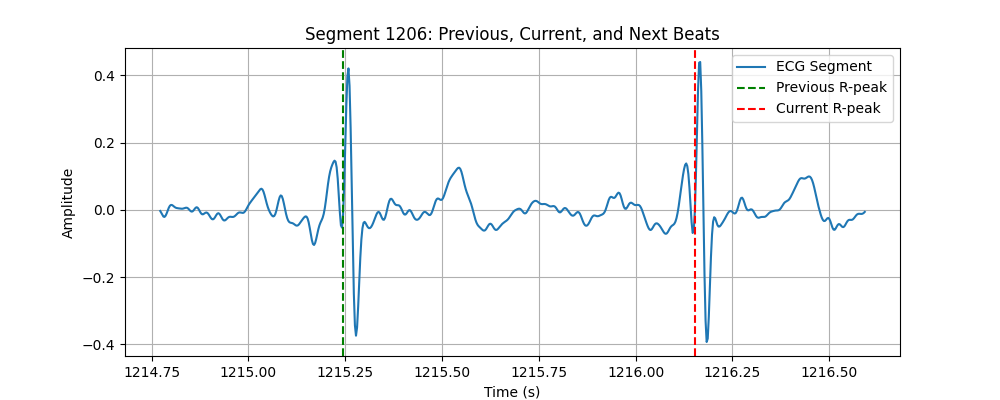 Segment 1206: Previous, Current, and Next Beats
ECG Segment
Previous R-peak
Current R-peak
Amplitude
0.4
0.2
0.0
−0.2
−0.4
1214.75 1215.00 1215.25 1215.50 1215.75 1216.00 1216.25 1216.50
Time (s)